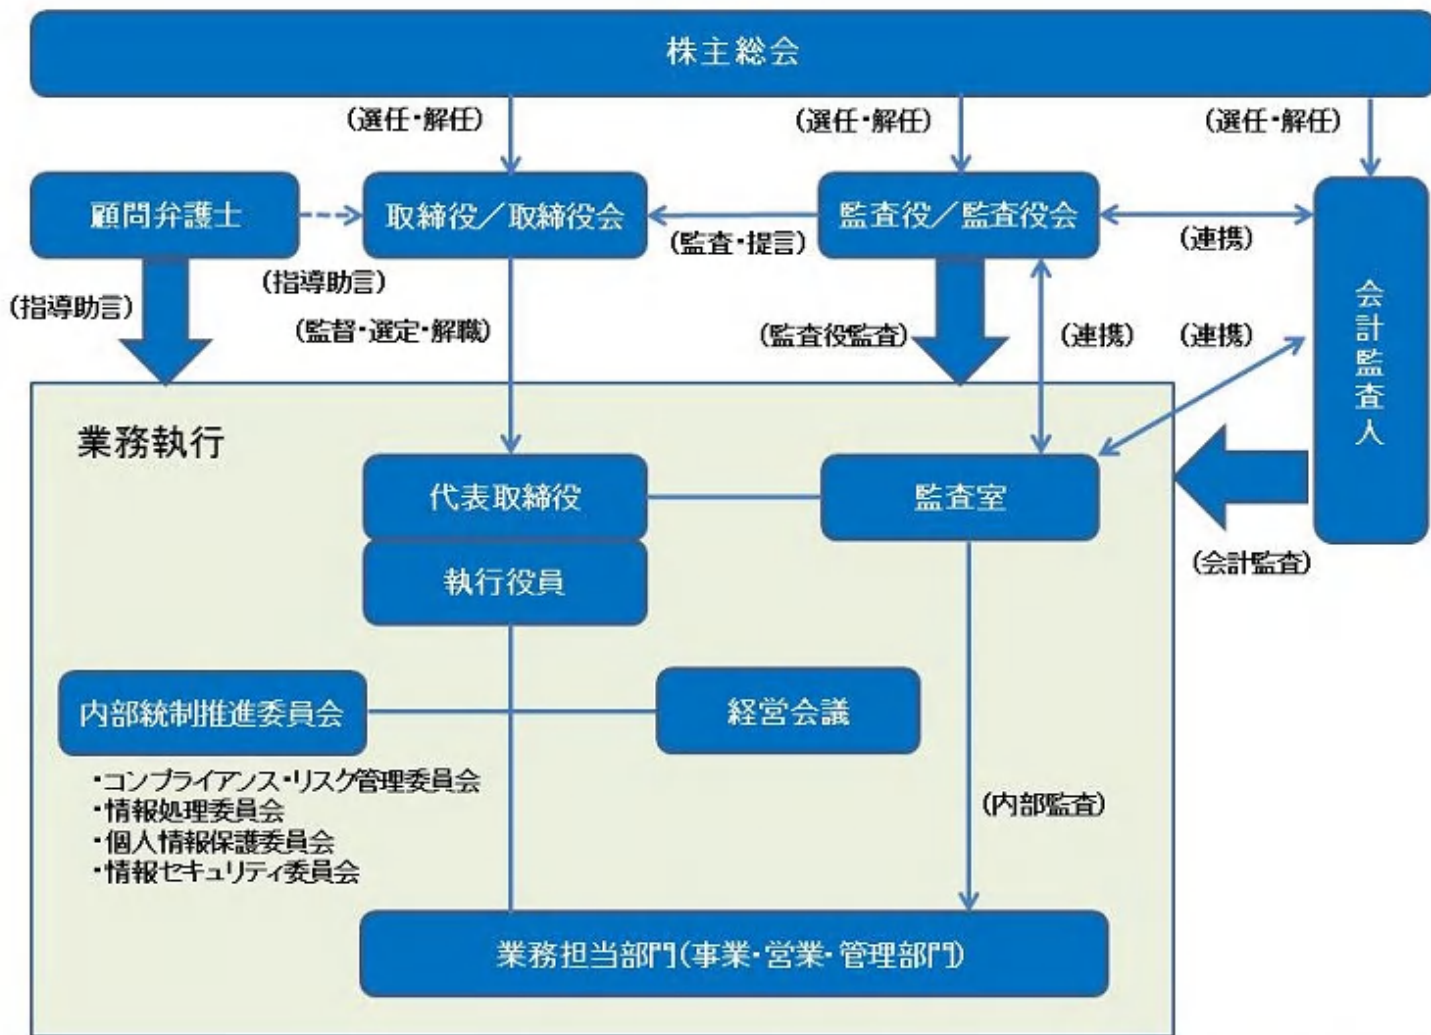 株主総会
(選任・解任)
(選任・解任)
(選任・解任)
顧問弁護士
取締役／取締役会
監査役／監査役会
(監査・提言)
(連携)
(指導助言)
(指導助言)
(監督・選定・解職)
(監査役監査)
(連携)
(連携)
会計監査人
業務執行
代表取締役
監査室
(会計監査)
執行役員
内部統制推進委員会
経営会議
・コンプライアンス・リスク管理委員会
・情報処理委員会
・個人情報保護委員会
・情報セキュリティ委員会
(内部監査)
業務担当部門(事業・営業・管理部門)